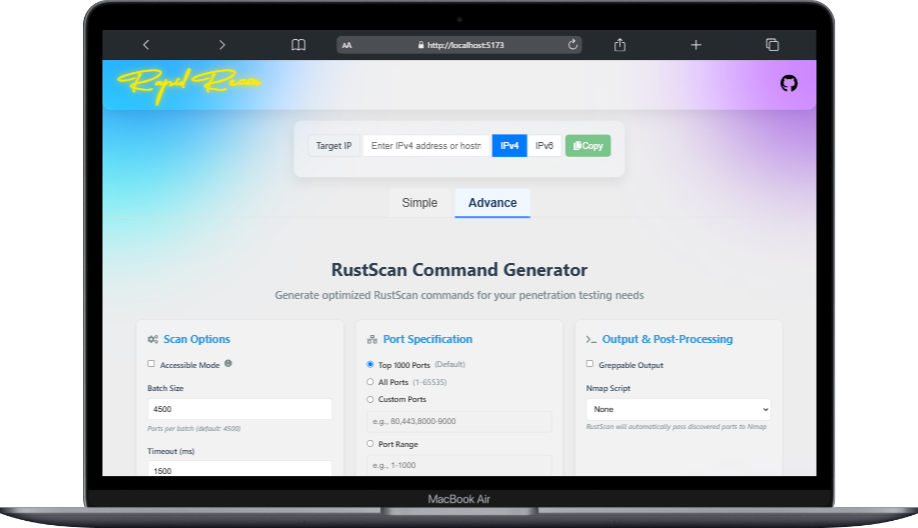 AA http://localhost:5173
Rapid Recon
Target IP Enter IPv4 address or hostn IPv4 IPv6 Copy
Simple Advance
RustScan Command Generator
Generate optimized RustScan commands for your penetration testing needs
Scan Options
Accessible Mode
Batch Size
4500
Ports per batch (default: 4500)
Timeout (ms)
1500
Port Specification
Top 1000 Ports (Default)
All Ports (1-65535)
Custom Ports
e.g., 80,443,8000-9000
Port Range
e.g., 1-1000
Output & Post-Processing
Greppable Output
Nmap Script
None
RustScan will automatically pass discovered ports to Nmap
MacBook Air